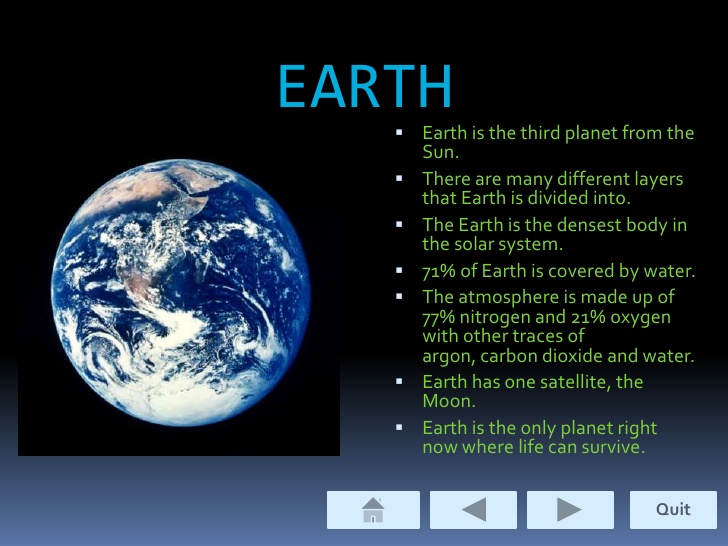 EARTH
▪ Earth is the third planet from the
Sun.
▪ There are many different layers
that Earth is divided into.
▪ The Earth is the densest body in
the solar system.
▪ 71% of Earth is covered by water.
▪ The atmosphere is made up of
77% nitrogen and 21% oxygen
with other traces of
argon, carbon dioxide and water.
▪ Earth has one satellite, the
Moon.
▪ Earth is the only planet right
now where life can survive.
Quit